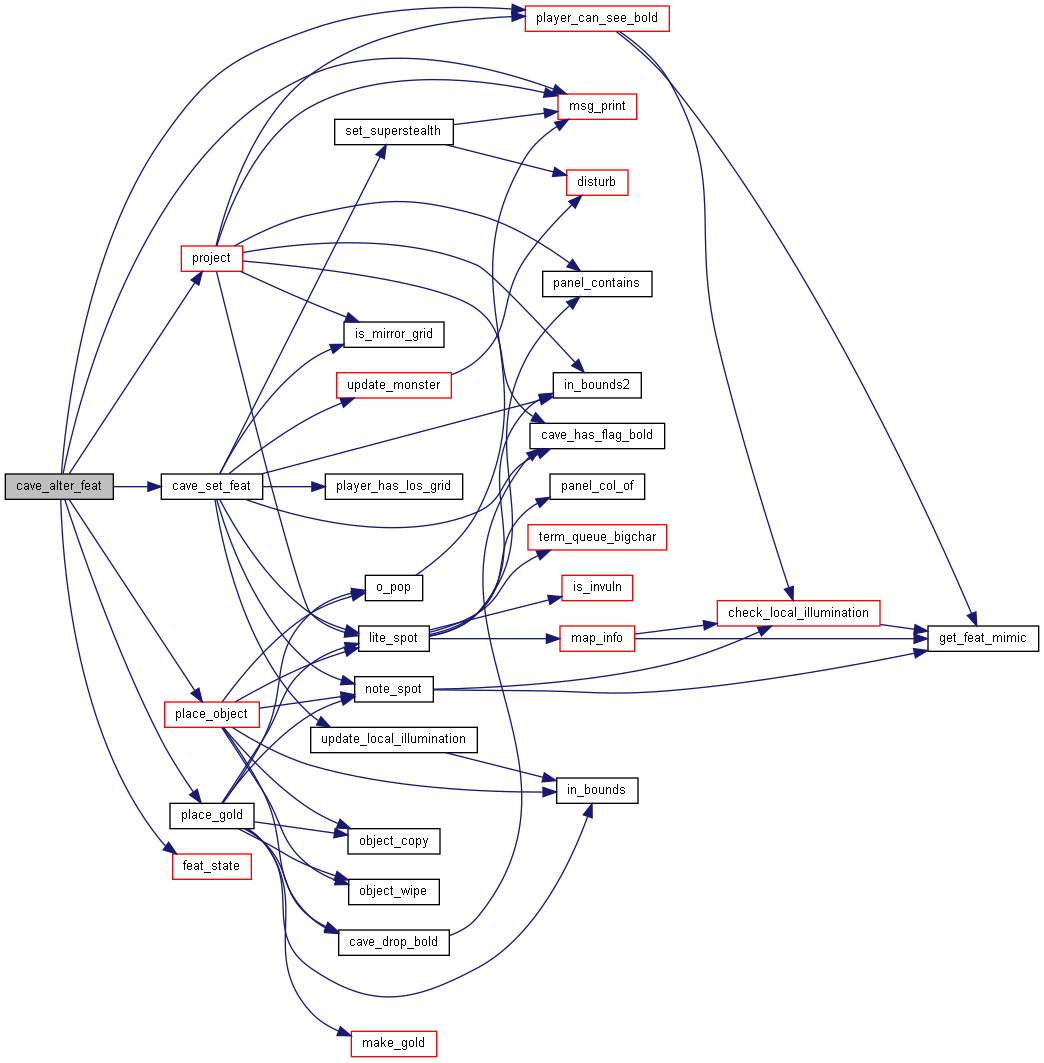 player_can_see_bold
msg_print
set_superstealth
disturb
project
panel_contains
is_mirror_grid
update_monster
in_bounds2
cave_has_flag_bold
cave_alter_feat
cave_set_feat
player_has_los_grid
panel_col_of
term_queue_bigchar
o_pop
is_invuln
check_local_illumination
lite_spot
map_info
get_feat_mimic
note_spot
place_object
update_local_illumination
in_bounds
place_gold
object_copy
feat_state
object_wipe
cave_drop_bold
make_gold